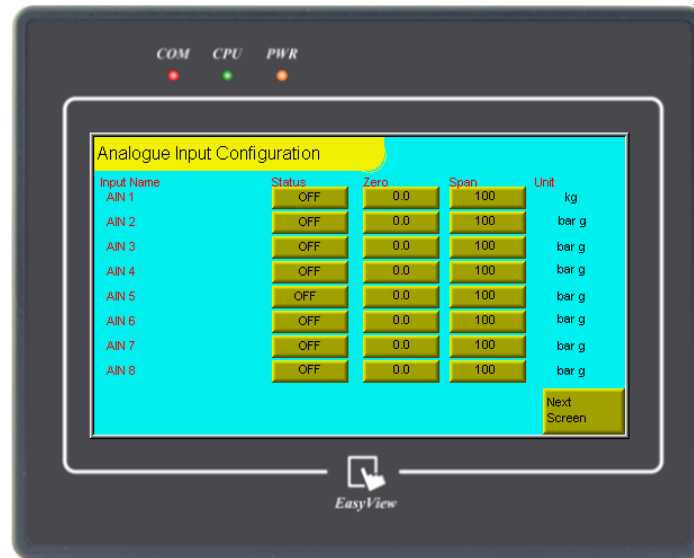 COM CPU PWR
Analogue Input Configuration
Input Name Status Zero Span Unit
AIN 1 OFF 0.0 100 kg
AIN 2 OFF 0.0 100 bar g
AIN 3 OFF 0.0 100 bar g
AIN 4 OFF 0.0 100 bar g
AIN 5 OFF 0.0 100 bar g
AIN 6 OFF 0.0 100 bar g
AIN 7 OFF 0.0 100 bar g
AIN 8 OFF 0.0 100 bar g
Next
Screen
EasyView